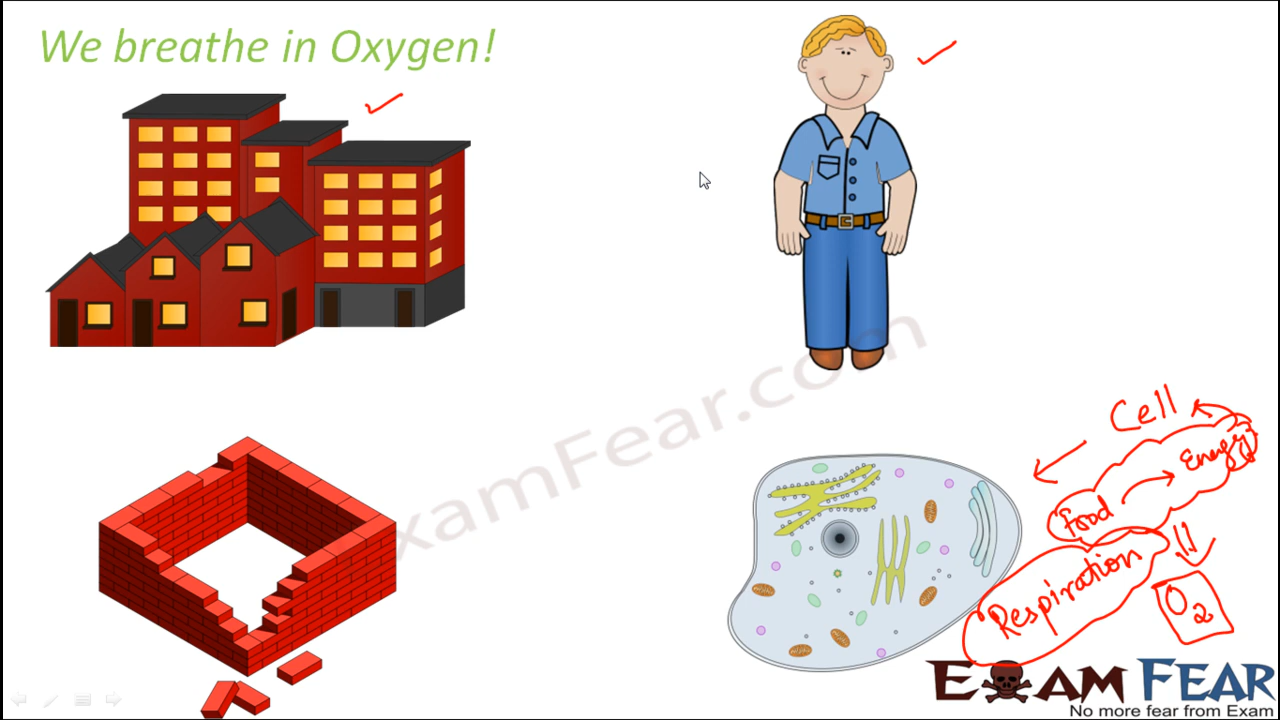 We breathe in Oxygen!
examFear.com
Cell
Food
Energy
Respiration
O2
EXAM FEAR
No more fear from Exam